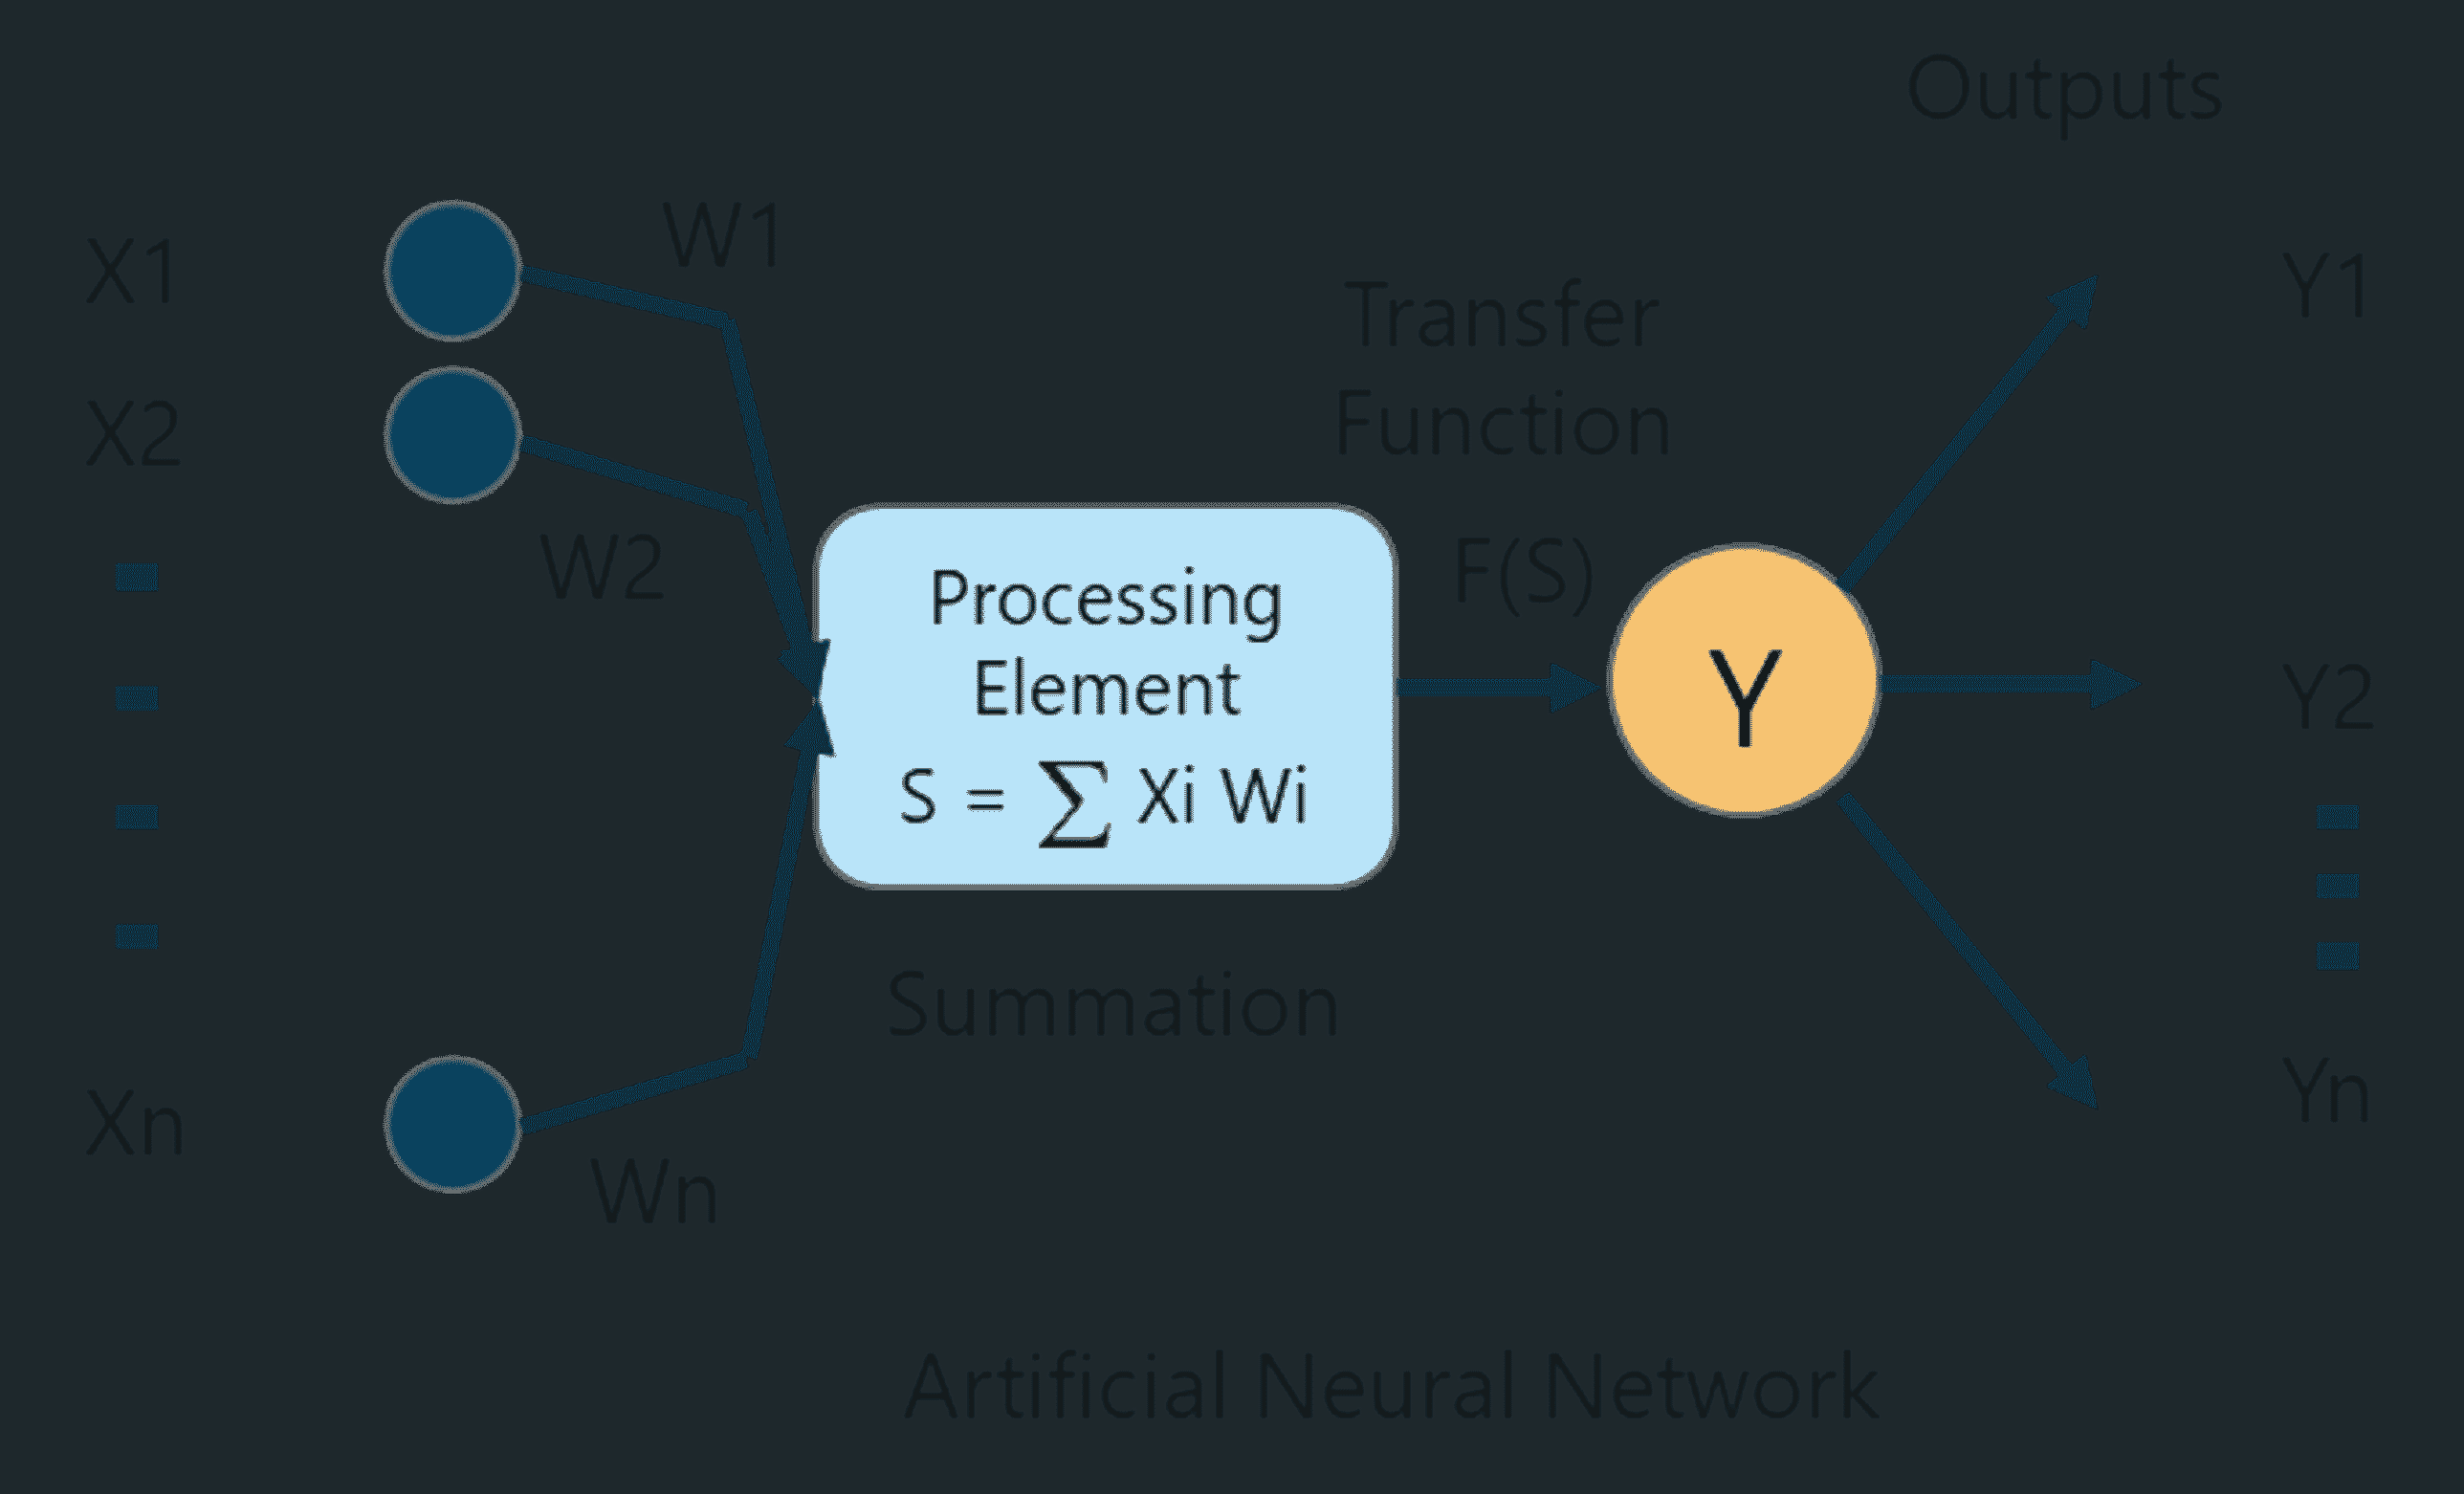 Outputs
X1
W1
Y1
X2
W2
Transfer
Function
F(S)
Processing
Element
S = ∑ Xi Wi
Y
Y2
Summation
Xn
Wn
Yn
Artificial Neural Network